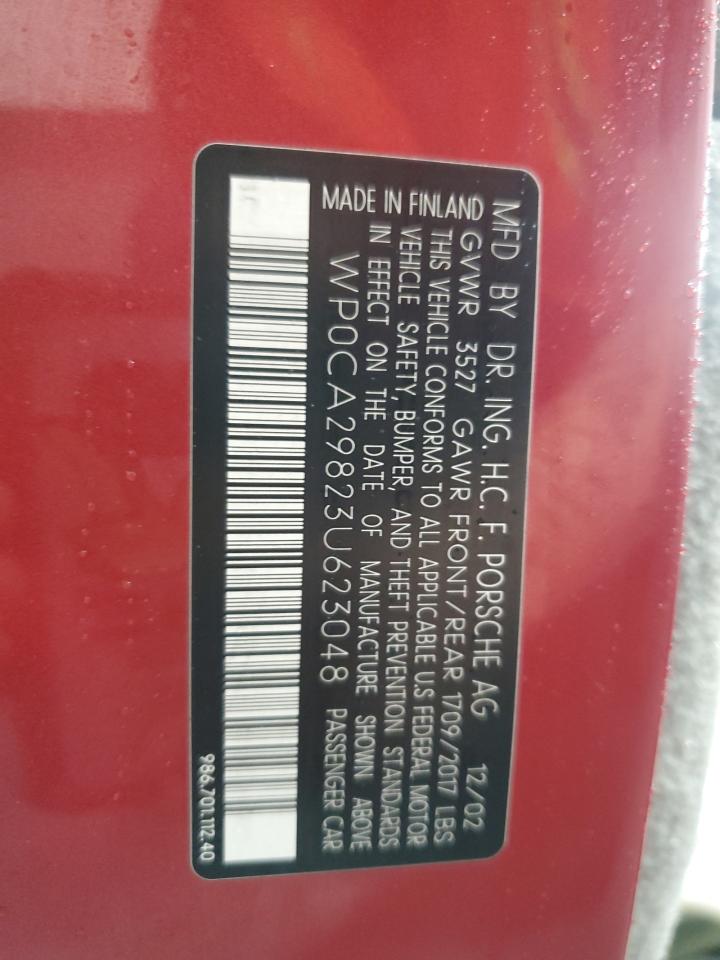 MFD BY DR. ING. H.C. F. PORSCHE AG 12/02
GVWR 3527 GAWR FRONT/REAR 1709/2017 LBS
THIS VEHICLE CONFORMS TO ALL APPLICABLE U.S FEDERAL MOTOR
VEHICLE SAFETY, BUMPER, AND THEFT PREVENTION STANDARDS
IN EFFECT ON THE DATE OF MANUFACTURE SHOWN ABOVE
MADE IN FINLAND
WP0CA29823U623048 PASSENGER CAR
986.701.112.40